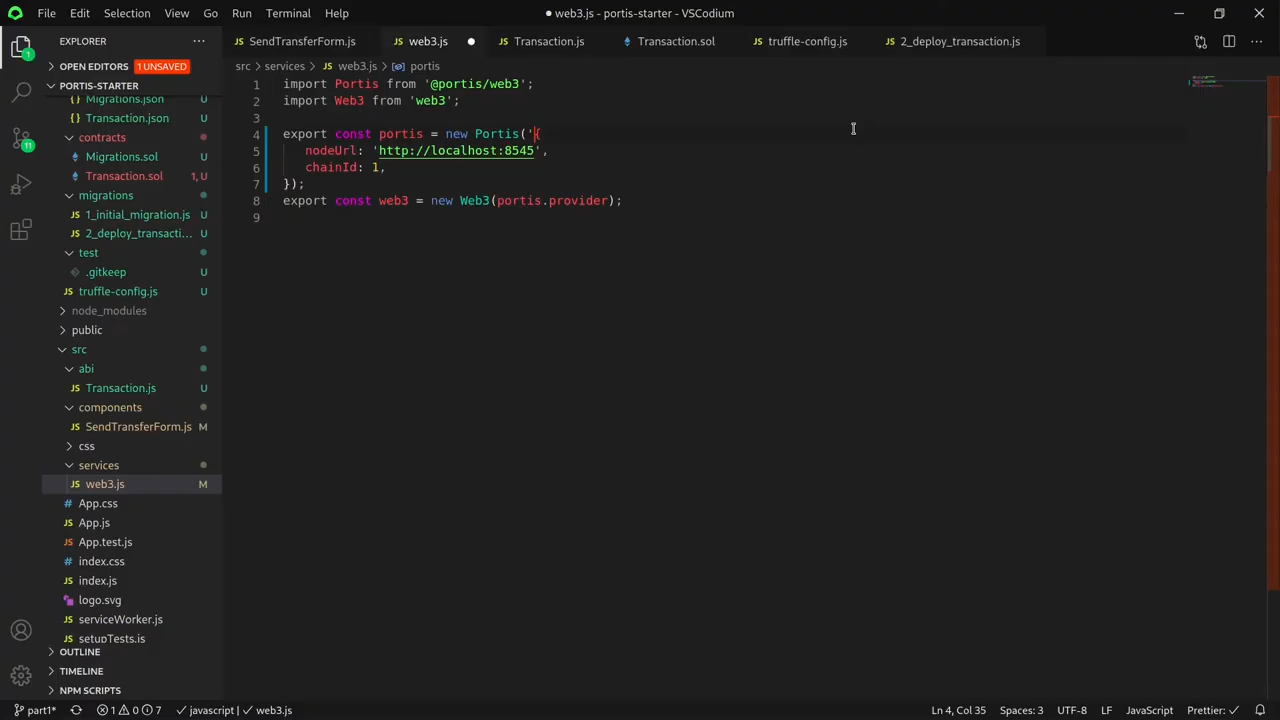 File Edit Selection View Go Run Terminal Help
● web3.js - portis-starter - VSCodium
EXPLORER
SendTransferForm.js
web3.js
Transaction.js
Transaction.sol
truffle-config.js
2_deploy_transaction.js
OPEN EDITORS 1 UNSAVED
src > services > web3.js > portis
PORTIS-STARTER
Migrations.json U
Transaction.json U
contracts
Migrations.sol U
Transaction.sol 1, U
migrations
1_initial_migration.js U
2_deploy_transacti... U
test
.gitkeep U
truffle-config.js U
node_modules
public
src
abi
Transaction.js U
components
SendTransferForm.js M
css
services
web3.js M
App.css
App.js
App.test.js
index.css
index.js
logo.svg
serviceWorker.js
setupTests.js
OUTLINE
TIMELINE
NPM SCRIPTS
1
11
1 import Portis from '@portis/web3';
2 import Web3 from 'web3';
3
4 export const portis = new Portis('{
5 nodeUrl: 'http://localhost:8545',
6 chainId: 1,
7 });
8 export const web3 = new Web3(portis.provider);
9
part1* 1 0 7 javascript | web3.js Ln 4, Col 35 Spaces: 3 UTF-8 LF JavaScript Prettier: ✓